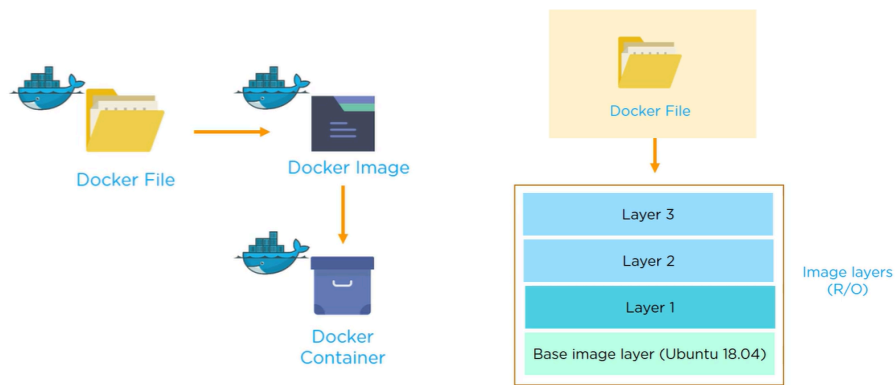 Docker File
Docker Image
Docker
Container
Docker File
Layer 3
Layer 2
Layer 1
Base image layer (Ubuntu 18.04)
Image layers
(R/O)